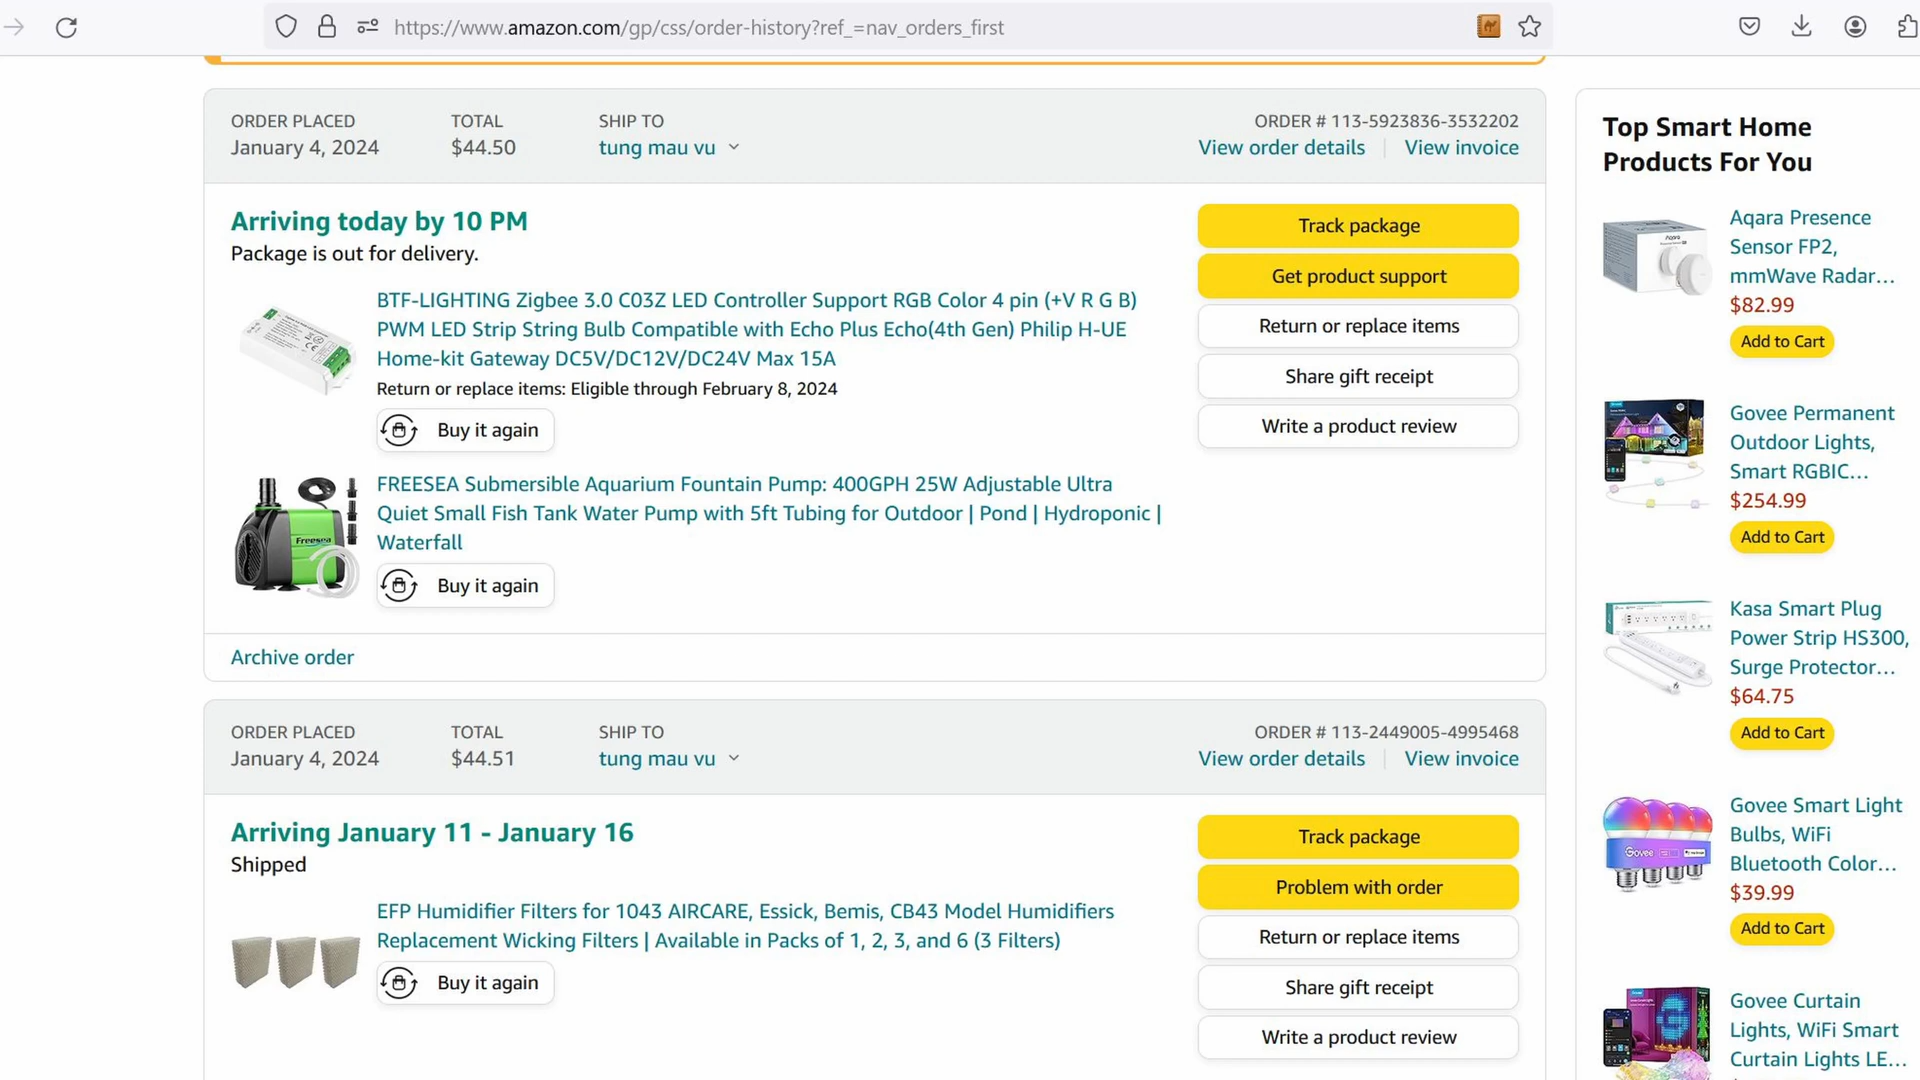 https://www.amazon.com/gp/css/order-history?ref_=nav_orders_first
ORDER PLACED
January 4, 2024
TOTAL
$44.50
SHIP TO
tung mau vu
ORDER # 113-5923836-3532202
View order details
View invoice
Arriving today by 10 PM
Package is out for delivery.
BTF-LIGHTING Zigbee 3.0 C03Z LED Controller Support RGB Color 4 pin (+V R G B)
PWM LED Strip String Bulb Compatible with Echo Plus Echo(4th Gen) Philip H-UE
Home-kit Gateway DC5V/DC12V/DC24V Max 15A
Return or replace items: Eligible through February 8, 2024
Buy it again
Freesea
FREESEA Submersible Aquarium Fountain Pump: 400GPH 25W Adjustable Ultra
Quiet Small Fish Tank Water Pump with 5ft Tubing for Outdoor | Pond | Hydroponic |
Waterfall
Buy it again
Track package
Get product support
Return or replace items
Share gift receipt
Write a product review
Archive order
ORDER PLACED
January 4, 2024
TOTAL
$44.51
SHIP TO
tung mau vu
ORDER # 113-2449005-4995468
View order details
View invoice
Arriving January 11 - January 16
Shipped
EFP Humidifier Filters for 1043 AIRCARE, Essick, Bemis, CB43 Model Humidifiers
Replacement Wicking Filters | Available in Packs of 1, 2, 3, and 6 (3 Filters)
Buy it again
Track package
Problem with order
Return or replace items
Share gift receipt
Write a product review
Top Smart Home
Products For You
Aqara
Aqara Presence
Sensor FP2,
mmWave Radar...
$82.99
Add to Cart
Govee Permanent
Outdoor Lights,
Smart RGBIC...
$254.99
Add to Cart
Kasa Smart Plug
Power Strip HS300,
Surge Protector...
$64.75
Add to Cart
Govee
Govee Smart Light
Bulbs, WiFi
Bluetooth Color...
$39.99
Add to Cart
Govee Curtain
Lights, WiFi Smart
Curtain Lights LE...